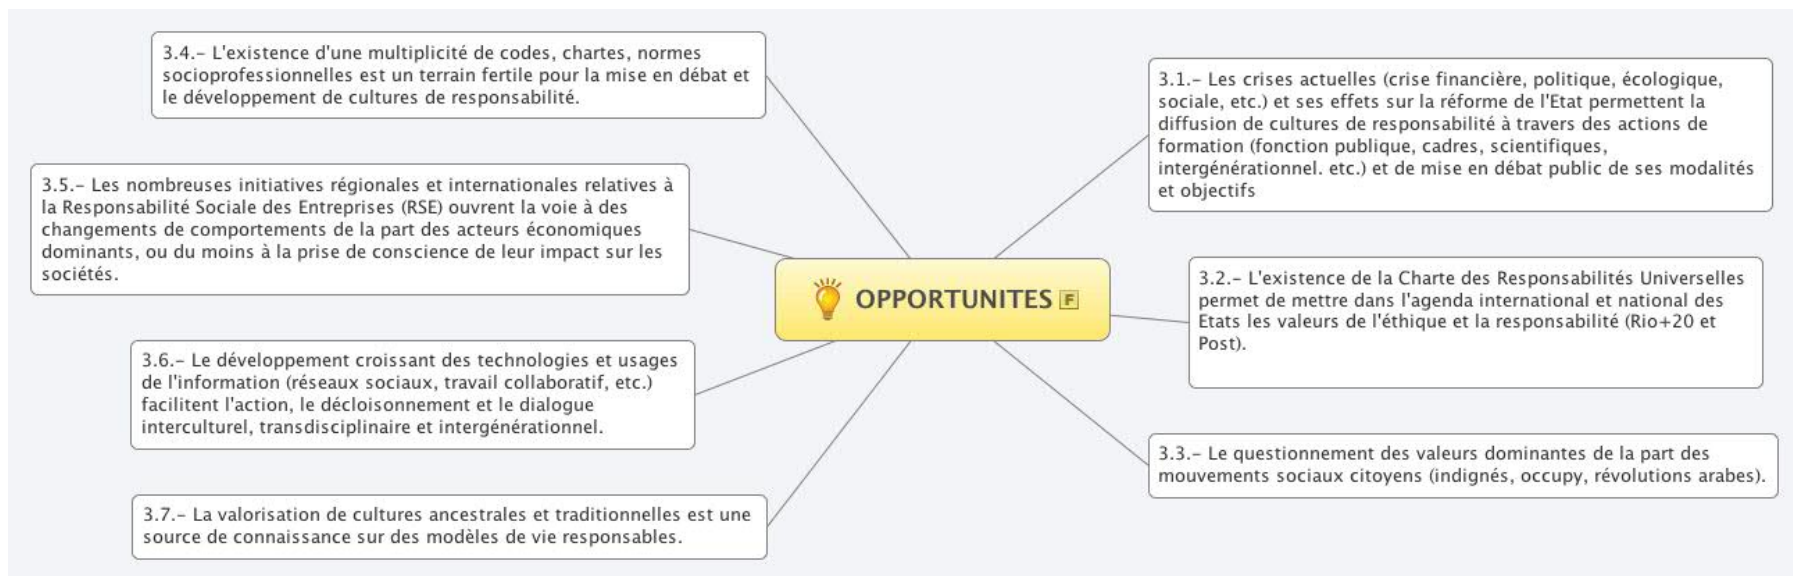 OPPORTUNITES F
3.1.– Les crises actuelles (crise financière, politique, écologique,
sociale, etc.) et ses effets sur la réforme de l'Etat permettent la
diffusion de cultures de responsabilité à travers des actions de
formation (fonction publique, cadres, scientifiques,
intergénérationnel. etc.) et de mise en débat public de ses modalités
et objectifs
3.2.– L'existence de la Charte des Responsabilités Universelles
permet de mettre dans l'agenda international et national des
Etats les valeurs de l'éthique et la responsabilité (Rio+20 et
Post).
3.3.– Le questionnement des valeurs dominantes de la part des
mouvements sociaux citoyens (indignés, occupy, révolutions arabes).
3.4.– L'existence d'une multiplicité de codes, chartes, normes
socioprofessionnelles est un terrain fertile pour la mise en débat et
le développement de cultures de responsabilité.
3.5.– Les nombreuses initiatives régionales et internationales relatives à
la Responsabilité Sociale des Entreprises (RSE) ouvrent la voie à des
changements de comportements de la part des acteurs économiques
dominants, ou du moins à la prise de conscience de leur impact sur les
sociétés.
3.6.– Le développement croissant des technologies et usages
de l'information (réseaux sociaux, travail collaboratif, etc.)
facilitent l'action, le décloisonnement et le dialogue
interculturel, transdisciplinaire et intergénérationnel.
3.7.– La valorisation de cultures ancestrales et traditionnelles est une
source de connaissance sur des modèles de vie responsables.